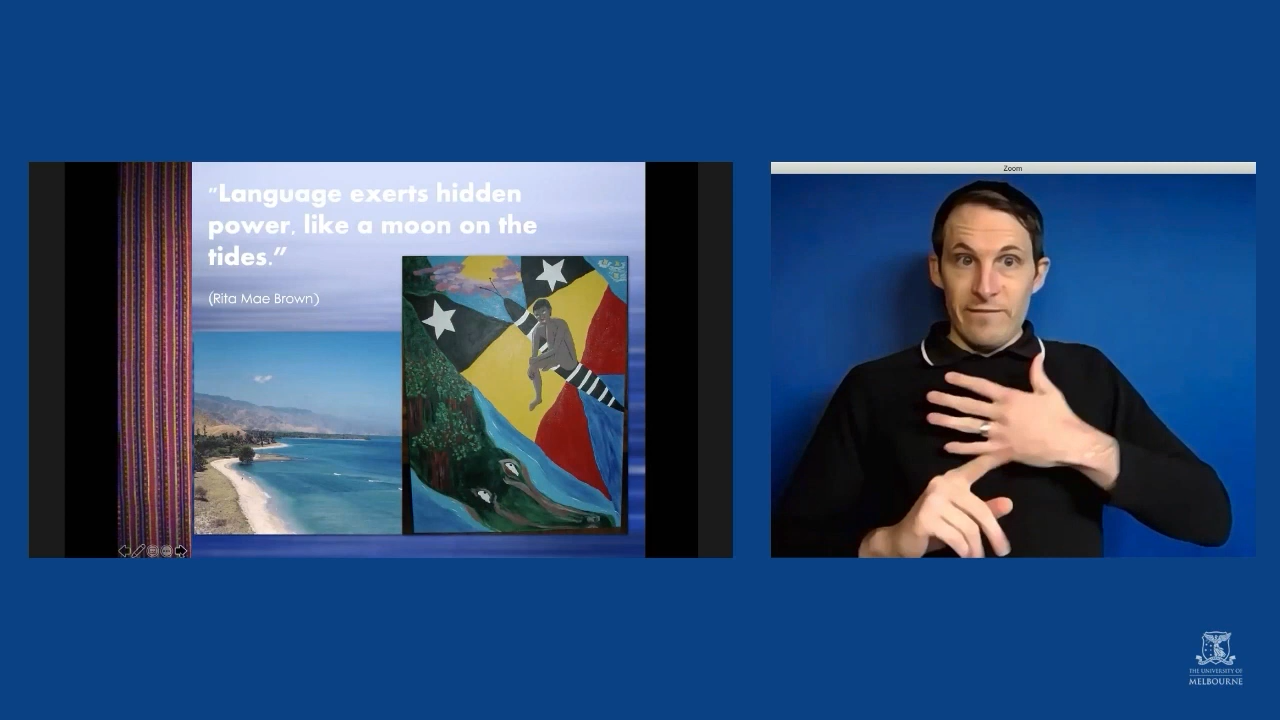 "Language exerts hidden
power, like a moon on the
tides."
(Rita Mae Brown)
Zoom
THE UNIVERSITY OF
MELBOURNE